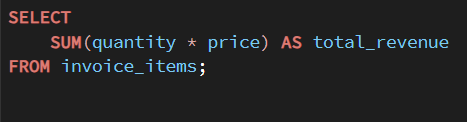 SELECT
    SUM(quantity * price) AS total_revenue
FROM invoice_items;